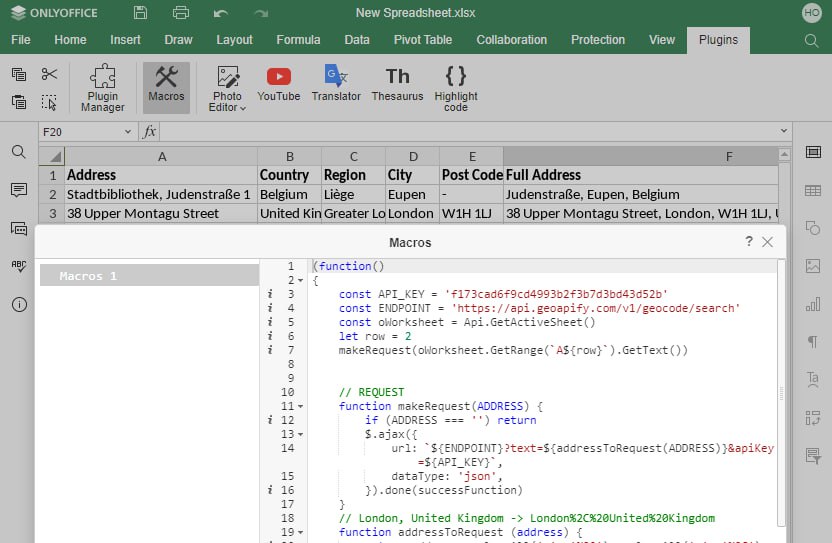 ONLYOFFICE New Spreadsheet.xlsx HO
File Home Insert Draw Layout Formula Data Pivot Table Collaboration Protection View Plugins
Plugin Manager Macros Photo Editor YouTube Translator Thesaurus Highlight code
F20 fx
A B C D E F
1 Address Country Region City Post Code Full Address
2 Stadtbibliothek, Judenstraße 1 Belgium Liège Eupen - Judenstraße, Eupen, Belgium
3 38 Upper Montagu Street United Kin Greater Lo London W1H 1LJ 38 Upper Montagu Street, London, W1H 1LJ, U
Macros ?
Macros 1
1 (function()
2 {
3 const API_KEY = 'f173cad6f9cd4993b2f3b7d3bd43d52b'
4 const ENDPOINT = 'https://api.geoapify.com/v1/geocode/search'
5 const oWorksheet = Api.GetActiveSheet()
6 let row = 2
7 makeRequest(oWorksheet.GetRange(`A${row}`).GetText())
8
9
10 // REQUEST
11 function makeRequest(ADDRESS) {
12 if (ADDRESS === '') return
13 $.ajax({
14 url: `${ENDPOINT}?text=${addressToRequest(ADDRESS)}&apiKey
=${API_KEY}`,
15 dataType: 'json',
16 }).done(successFunction)
17 }
18 // London, United Kingdom -> London%2C%20United%20Kingdom
19 function addressToRequest (address) {